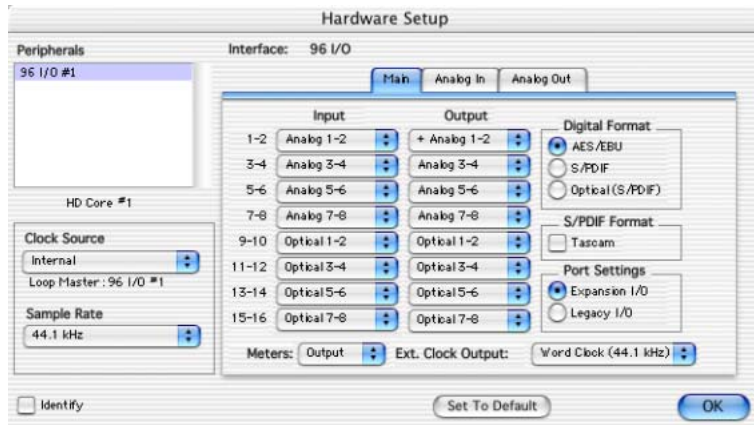 Hardware Setup
Peripherals
96 I/O #1
HD Core #1
Clock Source
Internal
Loop Master : 96 I/O #1
Sample Rate
44.1 kHz
Identify
Interface: 96 I/O
Main Analog In Analog Out
Input Output
1-2 Analog 1-2 + Analog 1-2
3-4 Analog 3-4 Analog 3-4
5-6 Analog 5-6 Analog 5-6
7-8 Analog 7-8 Analog 7-8
9-10 Optical 1-2 Optical 1-2
11-12 Optical 3-4 Optical 3-4
13-14 Optical 5-6 Optical 5-6
15-16 Optical 7-8 Optical 7-8
Digital Format
AES/EBU
S/PDIF
Optical (S/PDIF)
S/PDIF Format
Tascam
Port Settings
Expansion I/O
Legacy I/O
Meters: Output Ext. Clock Output: Word Clock (44.1 kHz)
Set To Default OK